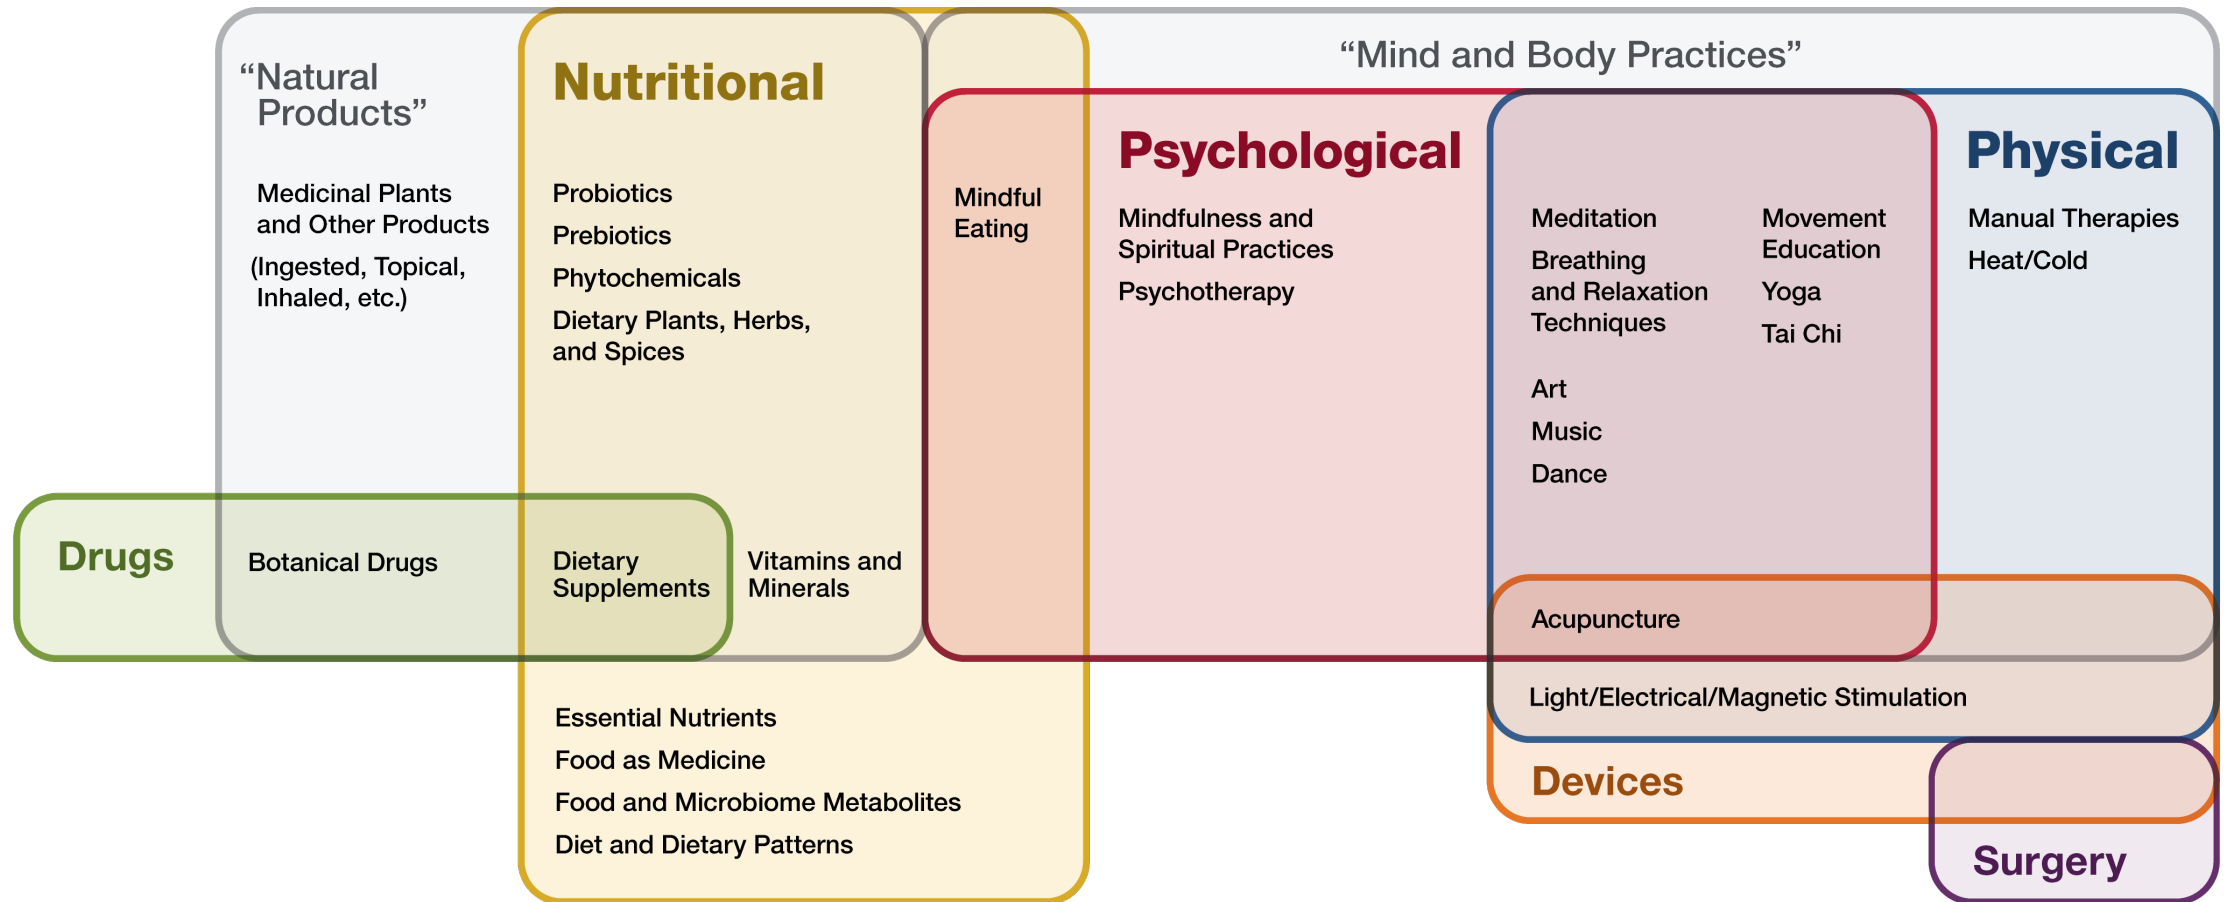 “Natural
Products”
Medicinal Plants
and Other Products
(Ingested, Topical,
Inhaled, etc.)
Nutritional
Probiotics
Prebiotics
Phytochemicals
Dietary Plants, Herbs,
and Spices
Mindful
Eating
“Mind and Body Practices”
Psychological
Mindfulness and
Spiritual Practices
Psychotherapy
Meditation
Breathing
and Relaxation
Techniques
Art
Music
Dance
Movement
Education
Yoga
Tai Chi
Physical
Manual Therapies
Heat/Cold
Drugs
Botanical Drugs
Dietary
Supplements
Vitamins and
Minerals
Acupuncture
Light/Electrical/Magnetic Stimulation
Essential Nutrients
Food as Medicine
Food and Microbiome Metabolites
Diet and Dietary Patterns
Devices
Surgery